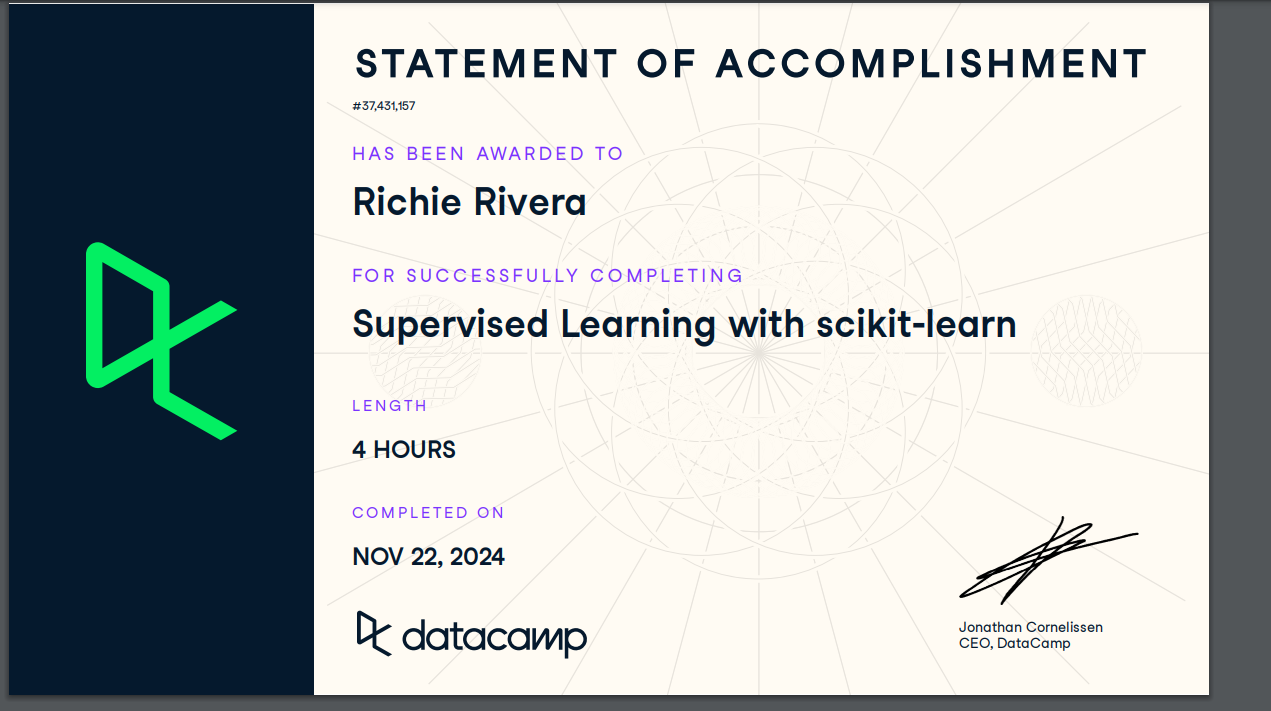 STATEMENT OF ACCOMPLISHMENT
#37,431,157
HAS BEEN AWARDED TO
Richie Rivera
FOR SUCCESSFULLY COMPLETING
Supervised Learning with scikit-learn
LENGTH
4 HOURS
COMPLETED ON
NOV 22, 2024
datacamp
Jonathan Cornelissen
CEO, DataCamp